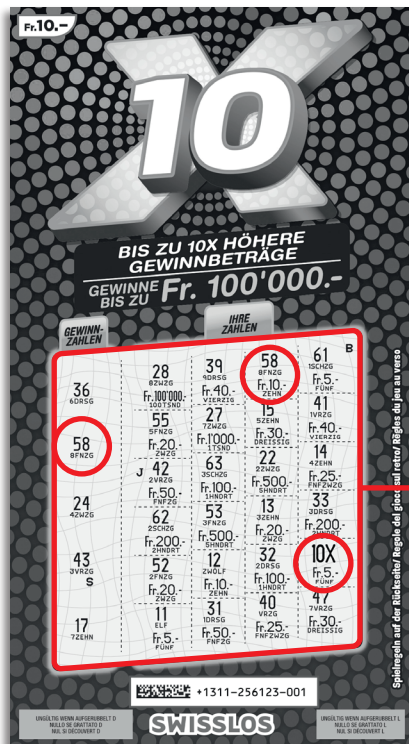 Fr.10.–
10X
BIS ZU 10X HÖHERE
GEWINNBETRÄGE
GEWINNE
BIS ZU Fr. 100'000.-
GEWINN-
ZAHLEN
IHRE
ZAHLEN
B
36
6DRSG
58
8FNZG
24
4ZWZG
43
3VRZG
S
17
7ZEHN
28 39 58 61
8ZWZG 9DRSG 8FNZG 1SCHZG
Fr.100'000.- Fr.40.- Fr.10.- Fr.5.-
100TSND VIERZIG ZEHN FÜNF
55 27 15 41
5FNZG 7ZWZG 5ZEHN 1VRZG
Fr.20.- Fr.1'000.- Fr.30.- Fr.40.-
ZWZG 1TSND DREISSIG VIERZIG
J 42 63 22 14
2VRZG 3SCHZG 2ZWZG 4ZEHN
Fr.50.- Fr.100.- Fr.500.- Fr.25.-
FNFZG 1HNDRT 5HNDRT FNFZWZG
62 53 13 33
2SCHZG 3FNZG 3ZEHN 3DRSG
Fr.200.- Fr.500.- Fr.20.- Fr.200.-
2HNDRT 5HNDRT ZWZG 2HNDRT
52 12 32 10X
2FNZG ZWÖLF 2DRSG
Fr.20.- Fr.10.- Fr.100.- Fr.5.-
ZWZG ZEHN 1HNDRT FÜNF
11 31 40 47
ELF 1DRSG VRZG 7VRZG
Fr.5.- Fr.50.- Fr.25.- Fr.30.-
FÜNF FNFZG FNFZWZG DREISSIG
Spielregeln auf der Rückseite/ Regole del gioco sul retro/ Règles du jeu au verso
+1311-256123-001
UNGÜLTIG WENN AUFGERUBBELT D
NULLO SE GRATTATO D
NUL SI DÉCOUVERT D
SWISSLOS
UNGÜLTIG WENN AUFGERUBBELT L
NULLO SE GRATTATO L
NUL SI DÉCOUVERT L